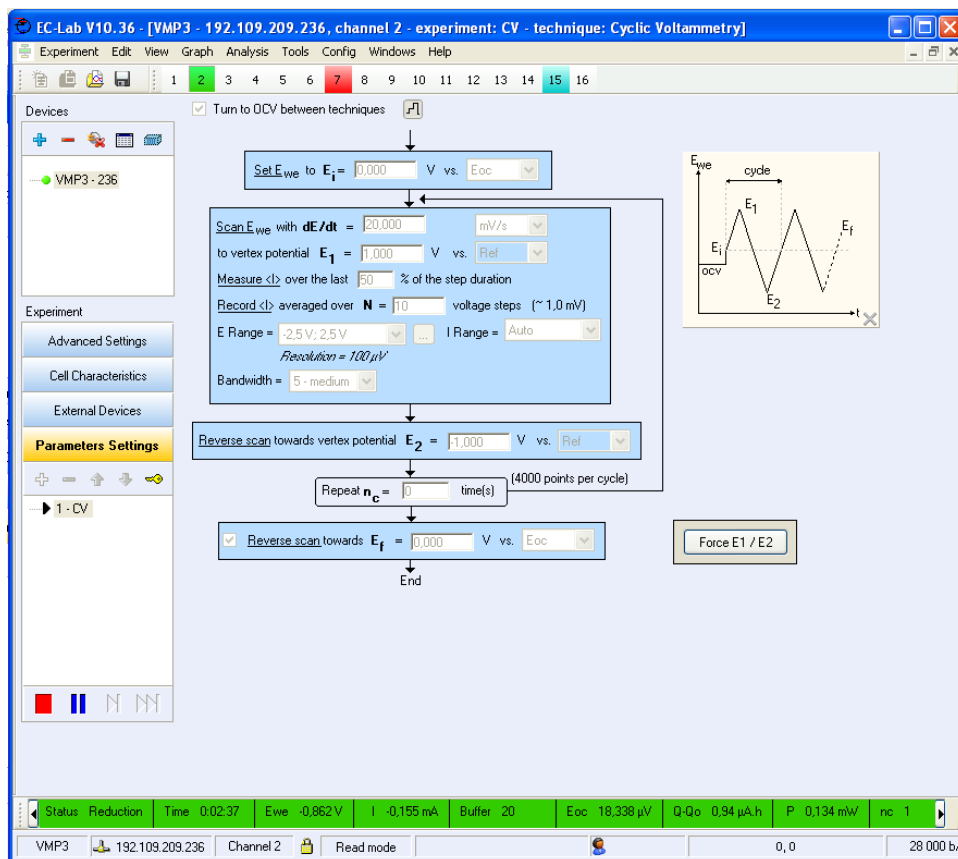 EC-Lab V10.36 - [VMP3 - 192.109.209.236, channel 2 - experiment: CV - technique: Cyclic Voltammetry]
Experiment Edit View Graph Analysis Tools Config Windows Help
1 2 3 4 5 6 7 8 9 10 11 12 13 14 15 16
Devices
VMP3 - 236
Experiment
Advanced Settings
Cell Characteristics
External Devices
Parameters Settings
1 - CV
Turn to OCV between techniques
Set Ewe to Ei = 0,000 V vs. Eoc
Scan Ewe with dE/dt = 20,000 mV/s
to vertex potential E1 = 1,000 V vs. Ref
Measure <I> over the last 50 % of the step duration
Record <I> averaged over N = 10 voltage steps (~ 1,0 mV)
E Range = -2,5 V; 2,5 V ... I Range = Auto
Resolution = 100 µV
Bandwidth = 5 - medium
Reverse scan towards vertex potential E2 = -1,000 V vs. Ref
Repeat nc = 0 time(s) (4000 points per cycle)
Reverse scan towards Ef = 0,000 V vs. Eoc
End
Ewe
cycle
E1
Ef
Ei
ocv
E2
t
Force E1 / E2
Status Reduction Time 0:02:37 Ewe -0,862 V I -0,155 mA Buffer 20 Eoc 18,338 µV Q-Qo 0,94 µA.h P 0,134 mW nc 1
VMP3 192.109.209.236 Channel 2 Read mode 0, 0 28 000